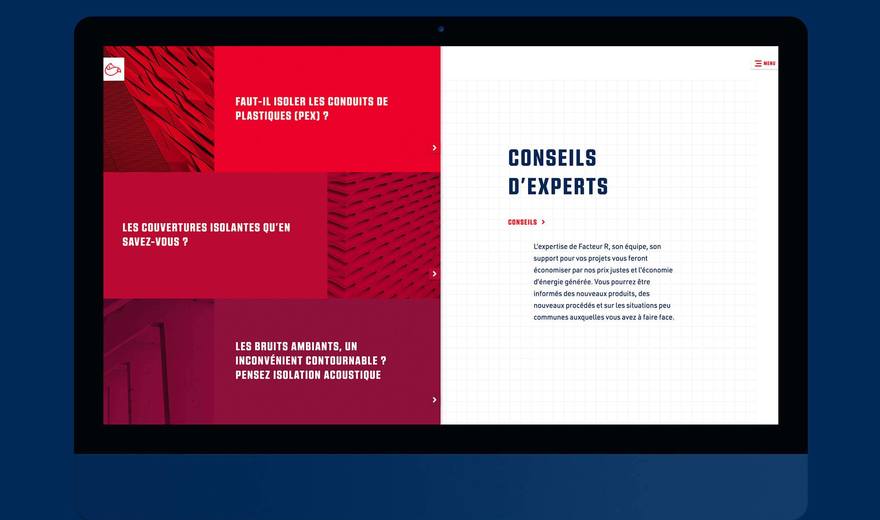 FAUT-IL ISOLER LES CONDUITS DE
PLASTIQUES (PEX) ?
LES COUVERTURES ISOLANTES QU'EN
SAVEZ-VOUS ?
LES BRUITS AMBIANTS, UN
INCONVÉNIENT CONTOURNABLE ?
PENSEZ ISOLATION ACOUSTIQUE
MENU
CONSEILS
D'EXPERTS
CONSEILS
L'expertise de Facteur R, son équipe, son
support pour vos projets vous feront
économiser par nos prix justes et l'économie
d'énergie générée. Vous pourrez être
informés des nouveaux produits, des
nouveaux procédés et sur les situations peu
communes auxquelles vous avez à faire face.